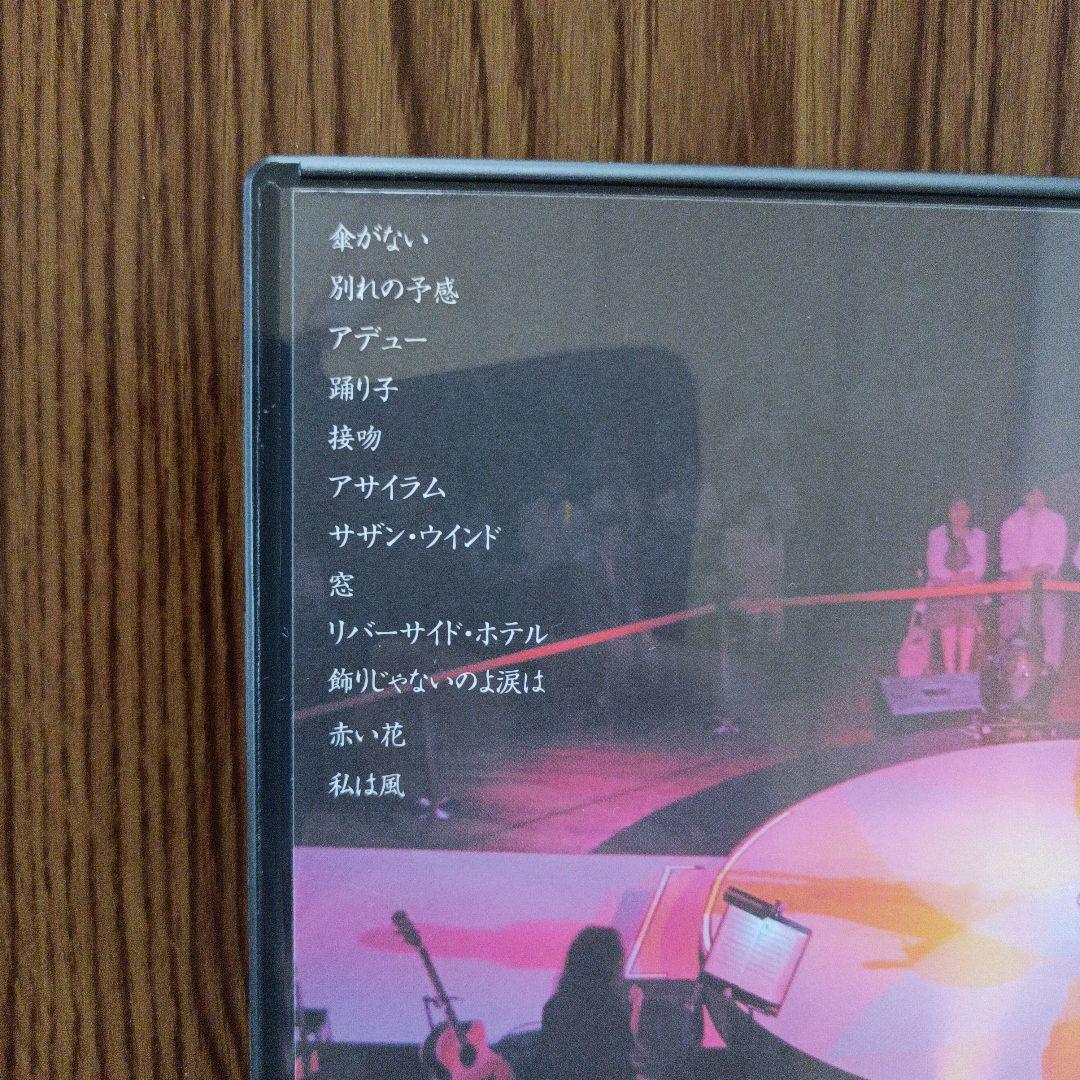 傘がない
別れの予感
アデュー
踊り子
接吻
アサイラム
サザン・ウインド
窓
リバーサイド・ホテル
飾りじゃないのよ涙は
赤い花
私は風